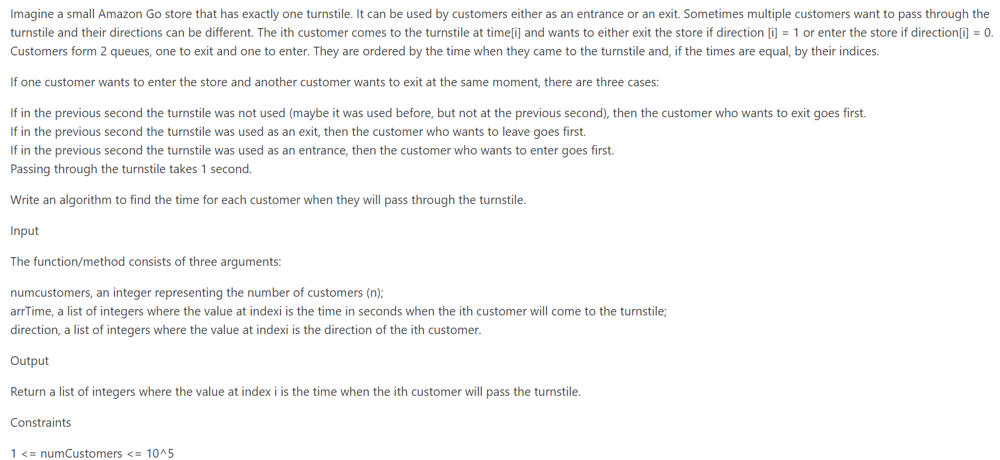 Imagine a small Amazon Go store that has exactly one turnstile. It can be used by customers either as an entrance or an exit. Sometimes multiple customers want to pass through the
turnstile and their directions can be different. The ith customer comes to the turnstile at time[i] and wants to either exit the store if direction [i] = 1 or enter the store if direction[i] = 0.
Customers form 2 queues, one to exit and one to enter. They are ordered by the time when they came to the turnstile and, if the times are equal, by their indices.
If one customer wants to enter the store and another customer wants to exit at the same moment, there are three cases:
If in the previous second the turnstile was not used (maybe it was used before, but not at the previous second), then the customer who wants to exit goes first.
If in the previous second the turnstile was used as an exit, then the customer who wants to leave goes first.
If in the previous second the turnstile was used as an entrance, then the customer who wants to enter goes first.
Passing through the turnstile takes 1 second.
Write an algorithm to find the time for each customer when they will pass through the turnstile.
Input
The function/method consists of three arguments:
numcustomers, an integer representing the number of customers (n);
arrTime, a list of integers where the value at indexi is the time in seconds when the ith customer will come to the turnstile;
direction, a list of integers where the value at indexi is the direction of the ith customer.
Output
Return a list of integers where the value at index i is the time when the ith customer will pass the turnstile.
Constraints
1 <= numCustomers <= 10^5